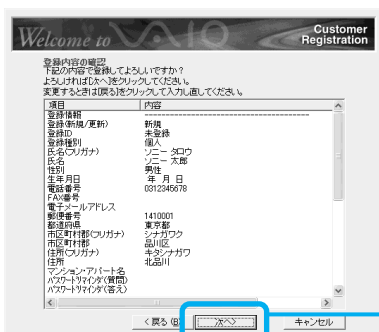 Welcome to VAIO
Customer
Registration
登録内容の確認
下記の内容で登録してよろしいですか？
よろしければ[次へ]をクリックしてください。
変更するときは[戻る]をクリックして入力し直してください。
項目 内容
登録情報 --------------------------------------------------
登録(新規/更新) 新規
登録ID 未登録
登録種別 個人
氏名(フリガナ) ソニー タロウ
氏名 ソニー 太郎
性別 男性
生年月日 年 月 日
電話番号 0312345678
FAX番号
電子メールアドレス
郵便番号 1410001
都道府県 東京都
市区町村郡(フリガナ) シナガワク
市区町村郡 品川区
住所(フリガナ) キタシナガワ
住所 北品川
マンション・アパート名
パスワードリマインダ(質問)
パスワードリマインダ(答え)
< 戻る(B) 次へ > キャンセル